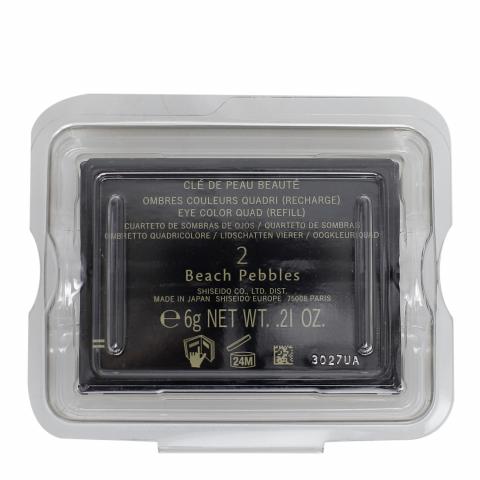 CLÉ DE PEAU BEAUTÉ
OMBRES COULEURS QUADRI (RECHARGE)
EYE COLOR QUAD (REFILL)
CUARTETO DE SOMBRAS DE OJOS / QUARTETO DE SOMBRAS
OMBRETTO QUADRICOLORE / LIDSCHATTEN VIERER / OOGKLEURQUAD
2
Beach Pebbles
SHISEIDO CO., LTD. DIST.
MADE IN JAPAN SHISEIDO EUROPE 75008 PARIS
℮ 6g NET WT. .21 OZ.
24M
3027UA